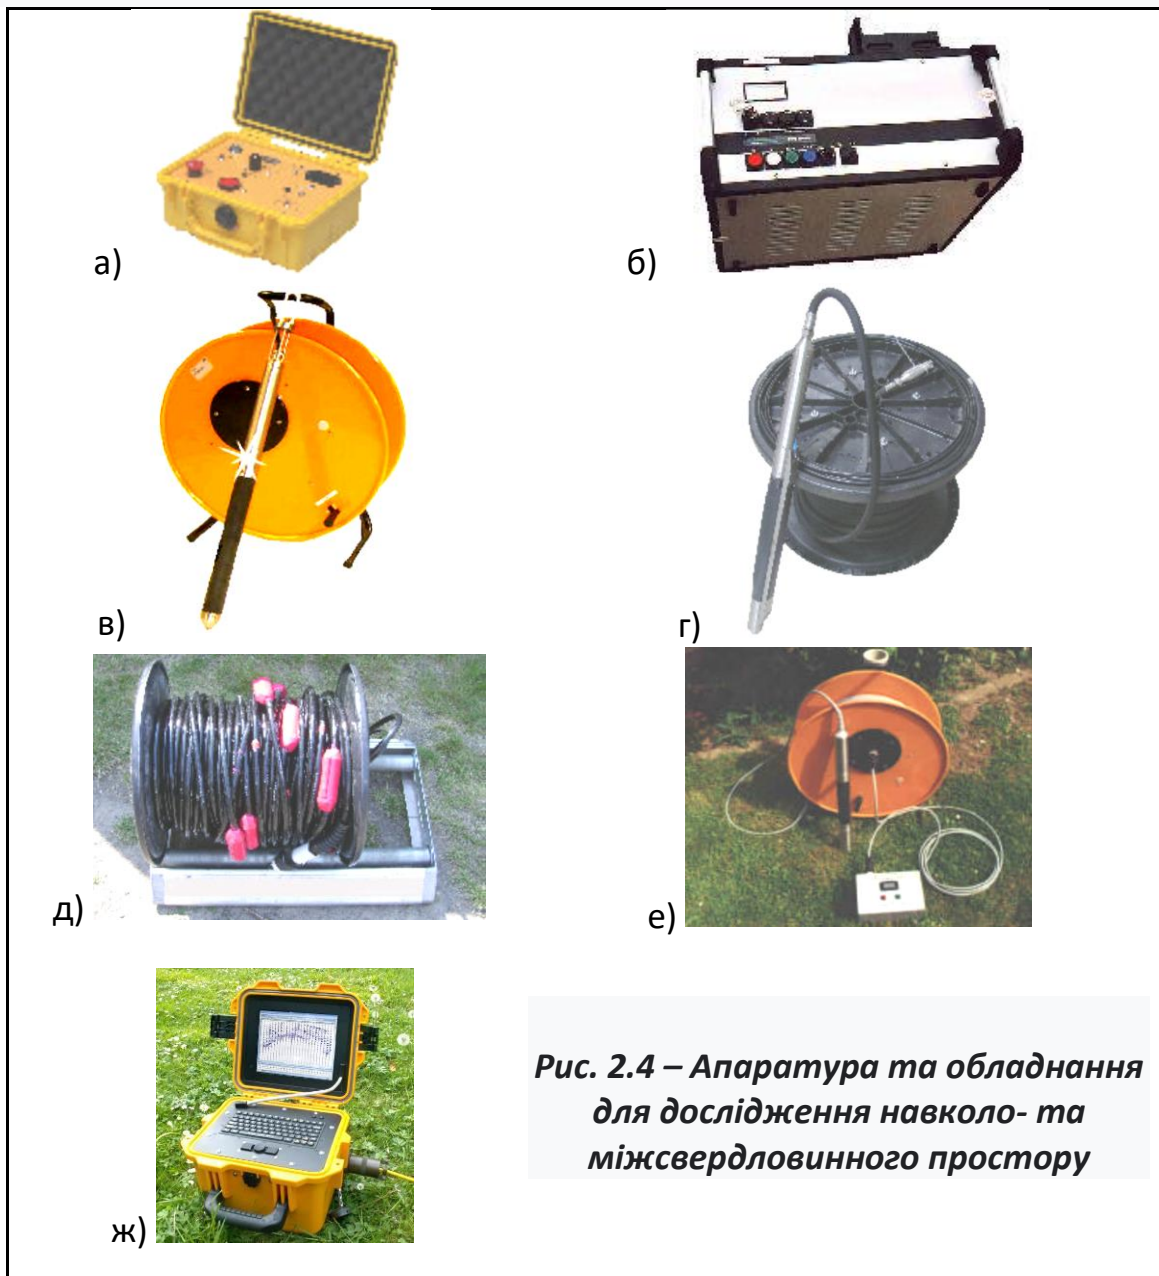 а)
б)
в)
г)
д)
е)
ж)
Рис. 2.4 – Апаратура та обладнання
для дослідження навколо- та
міжсвердловинного простору